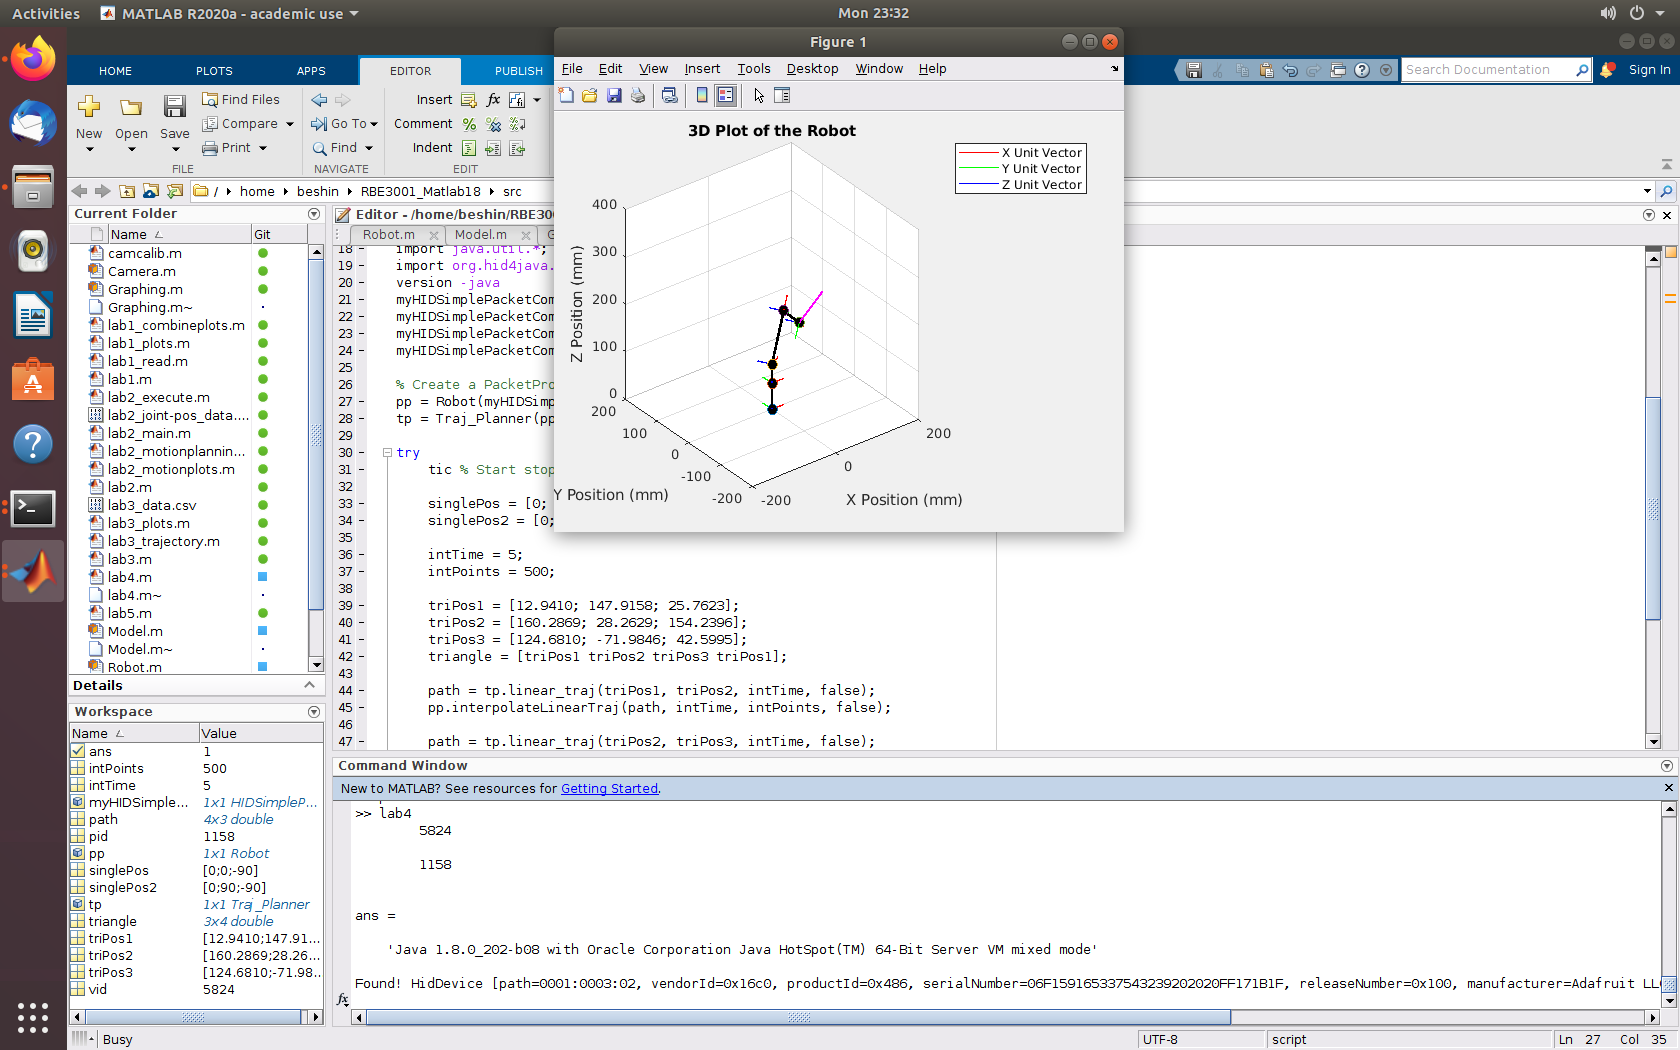 Activities
MATLAB R2020a - academic use
Mon 23:32
Figure 1
File Edit View Insert Tools Desktop Window Help
HOME PLOTS APPS EDITOR PUBLISH
Search Documentation
Sign In
New
Open
Save
Find Files
Compare
Print
FILE
Go To
Find
NAVIGATE
Insert
Comment
Indent
EDIT
/ home beshin RBE3001_Matlab18 src
Current Folder
Name Git
camcalib.m
Camera.m
Graphing.m
Graphing.m~
lab1_combineplots.m
lab1_plots.m
lab1_read.m
lab1.m
lab2_execute.m
lab2_joint-pos_data....
lab2_main.m
lab2_motionplannin...
lab2_motionplots.m
lab2.m
lab3_data.csv
lab3_plots.m
lab3_trajectory.m
lab3.m
lab4.m
lab4.m~
lab5.m
Model.m
Model.m~
Robot.m
Details
Workspace
Name Value
ans 1
intPoints 500
intTime 5
myHIDSimple... 1x1 HIDSimpleP...
path 4x3 double
pid 1158
pp 1x1 Robot
singlePos [0;0;-90]
singlePos2 [0;90;-90]
tp 1x1 Traj_Planner
triangle 3x4 double
triPos1 [12.9410;147.91...
triPos2 [160.2869;28.26...
triPos3 [124.6810;-71.98...
vid 5824
Editor - /home/beshin/RBE300
Robot.m Model.m G
18 import java.util.*;
19 import org.hid4java.
20 version -java
21 myHIDSimplePacketCom
22 myHIDSimplePacketCom
23 myHIDSimplePacketCom
24 myHIDSimplePacketCom
25
26 % Create a PacketPro
27 pp = Robot(myHIDSimp
28 tp = Traj_Planner(pp
29
30 try
31 tic % Start stop
32
33 singlePos = [0;
34 singlePos2 = [0;
35
36 intTime = 5;
37 intPoints = 500;
38
39 triPos1 = [12.9410; 147.9158; 25.7623];
40 triPos2 = [160.2869; 28.2629; 154.2396];
41 triPos3 = [124.6810; -71.9846; 42.5995];
42 triangle = [triPos1 triPos2 triPos3 triPos1];
43
44 path = tp.linear_traj(triPos1, triPos2, intTime, false);
45 pp.interpolateLinearTraj(path, intTime, intPoints, false);
46
47 path = tp.linear_traj(triPos2, triPos3, intTime, false);
3D Plot of the Robot
X Unit Vector
Y Unit Vector
Z Unit Vector
Z Position (mm)
400
300
200
100
0
200
100
0
-100
-200
Y Position (mm)
-200
0
200
X Position (mm)
Command Window
New to MATLAB? See resources for Getting Started.
>> lab4
5824
1158
ans =
'Java 1.8.0_202-b08 with Oracle Corporation Java HotSpot(TM) 64-Bit Server VM mixed mode'
Found! HidDevice [path=0001:0003:02, vendorId=0x16c0, productId=0x486, serialNumber=06F159165337543239202020FF171B1F, releaseNumber=0x100, manufacturer=Adafruit LLC
fx
Busy
UTF-8
script
Ln 27 Col 35